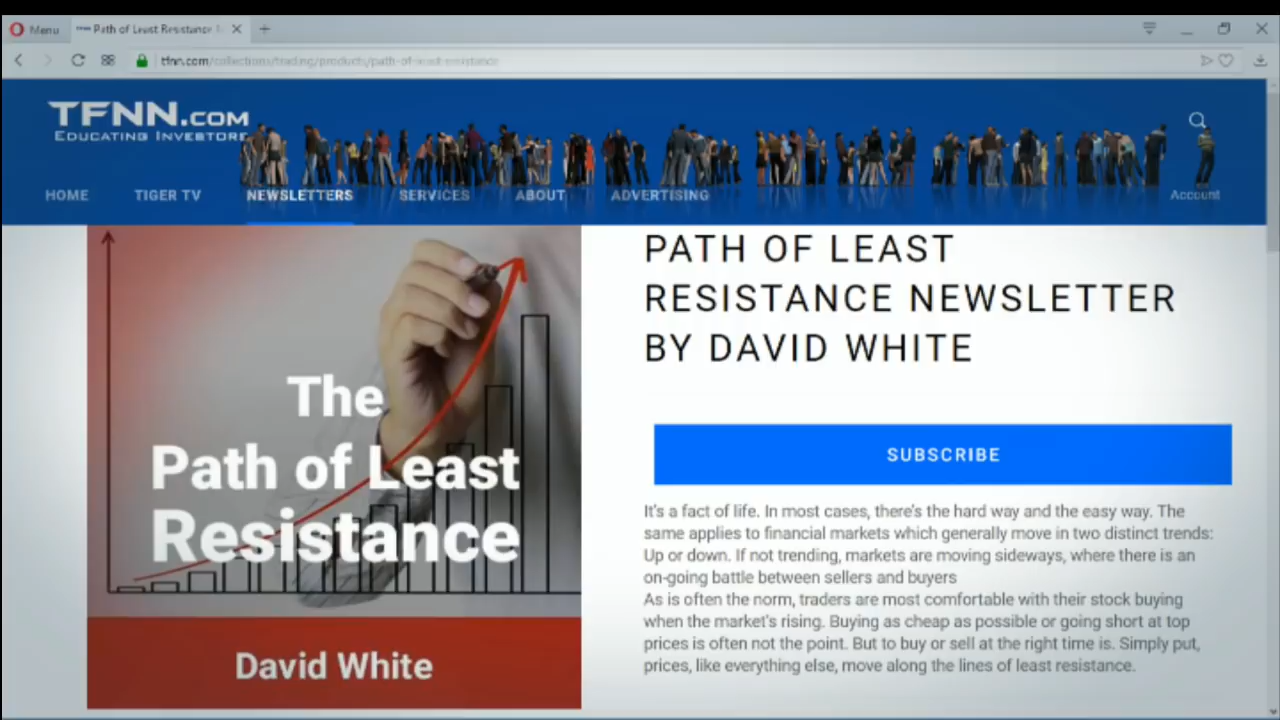 Menu
Path of Least Resistance
tfnn.com/collections/trading/products/path-of-least-resistance
TFNN.COM
EDUCATING INVESTORS
HOME TIGER TV NEWSLETTERS SERVICES ABOUT ADVERTISING Account
The
Path of Least
Resistance
David White
PATH OF LEAST
RESISTANCE NEWSLETTER
BY DAVID WHITE
SUBSCRIBE
It's a fact of life. In most cases, there's the hard way and the easy way. The
same applies to financial markets which generally move in two distinct trends:
Up or down. If not trending, markets are moving sideways, where there is an
on-going battle between sellers and buyers
As is often the norm, traders are most comfortable with their stock buying
when the market's rising. Buying as cheap as possible or going short at top
prices is often not the point. But to buy or sell at the right time is. Simply put,
prices, like everything else, move along the lines of least resistance.